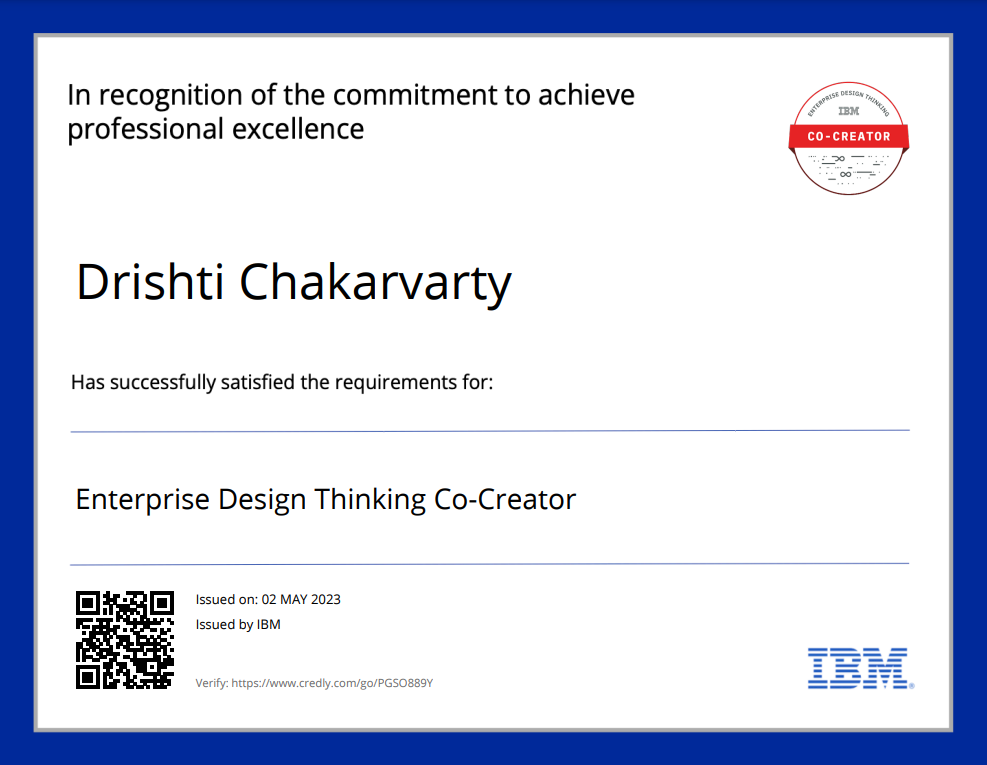 In recognition of the commitment to achieve
professional excellence
ENTERPRISE DESIGN THINKING
IBM
CO-CREATOR
Drishti Chakarvarty
Has successfully satisfied the requirements for:
Enterprise Design Thinking Co-Creator
Issued on: 02 MAY 2023
Issued by IBM
Verify: https://www.credly.com/go/PGSO889Y
IBM®